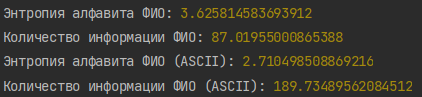 Энтропия алфавита ФИО: 3.625814583693912
Количество информации ФИО: 87.01955000865388
Энтропия алфавита ФИО (ASCII): 2.710498508869216
Количество информации ФИО (ASCII): 189.73489562084512